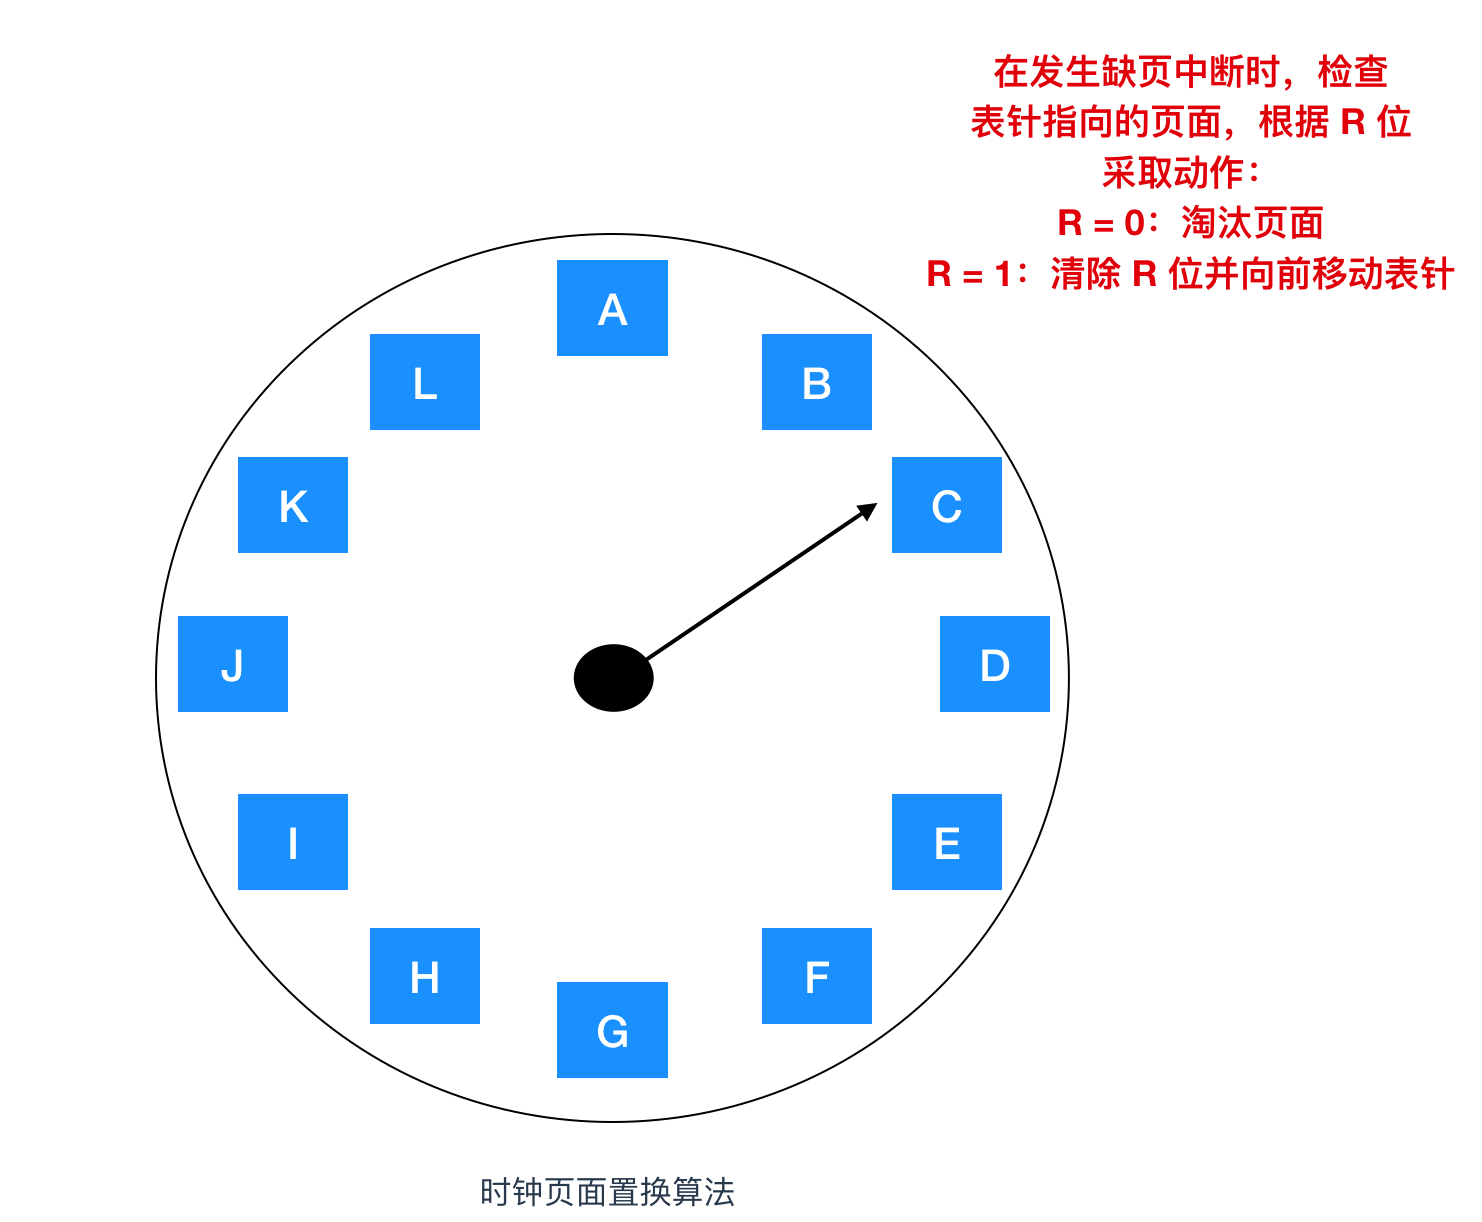 在发生缺页中断时，检查
表针指向的页面，根据 R 位
采取动作：
R = 0：淘汰页面
R = 1：清除 R 位并向前移动表针
A
L
B
K
C
J
D
I
E
H
F
G
时钟页面置换算法